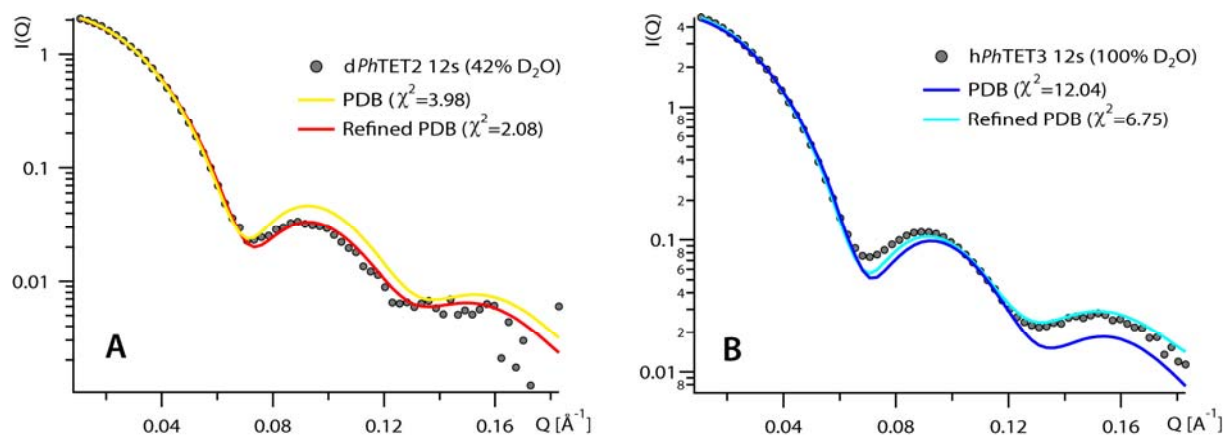 I(Q)
1
0.1
0.01
dPhTET2 12s (42% D₂O)
PDB (χ²=3.98)
Refined PDB (χ²=2.08)
A
0.04 0.08 0.12 0.16 Q [Å⁻¹]
I(Q)
4
2
1
8
6
4
2
0.1
8
6
4
2
0.01
8
hPhTET3 12s (100% D₂O)
PDB (χ²=12.04)
Refined PDB (χ²=6.75)
B
0.04 0.08 0.12 0.16 Q [Å⁻¹]